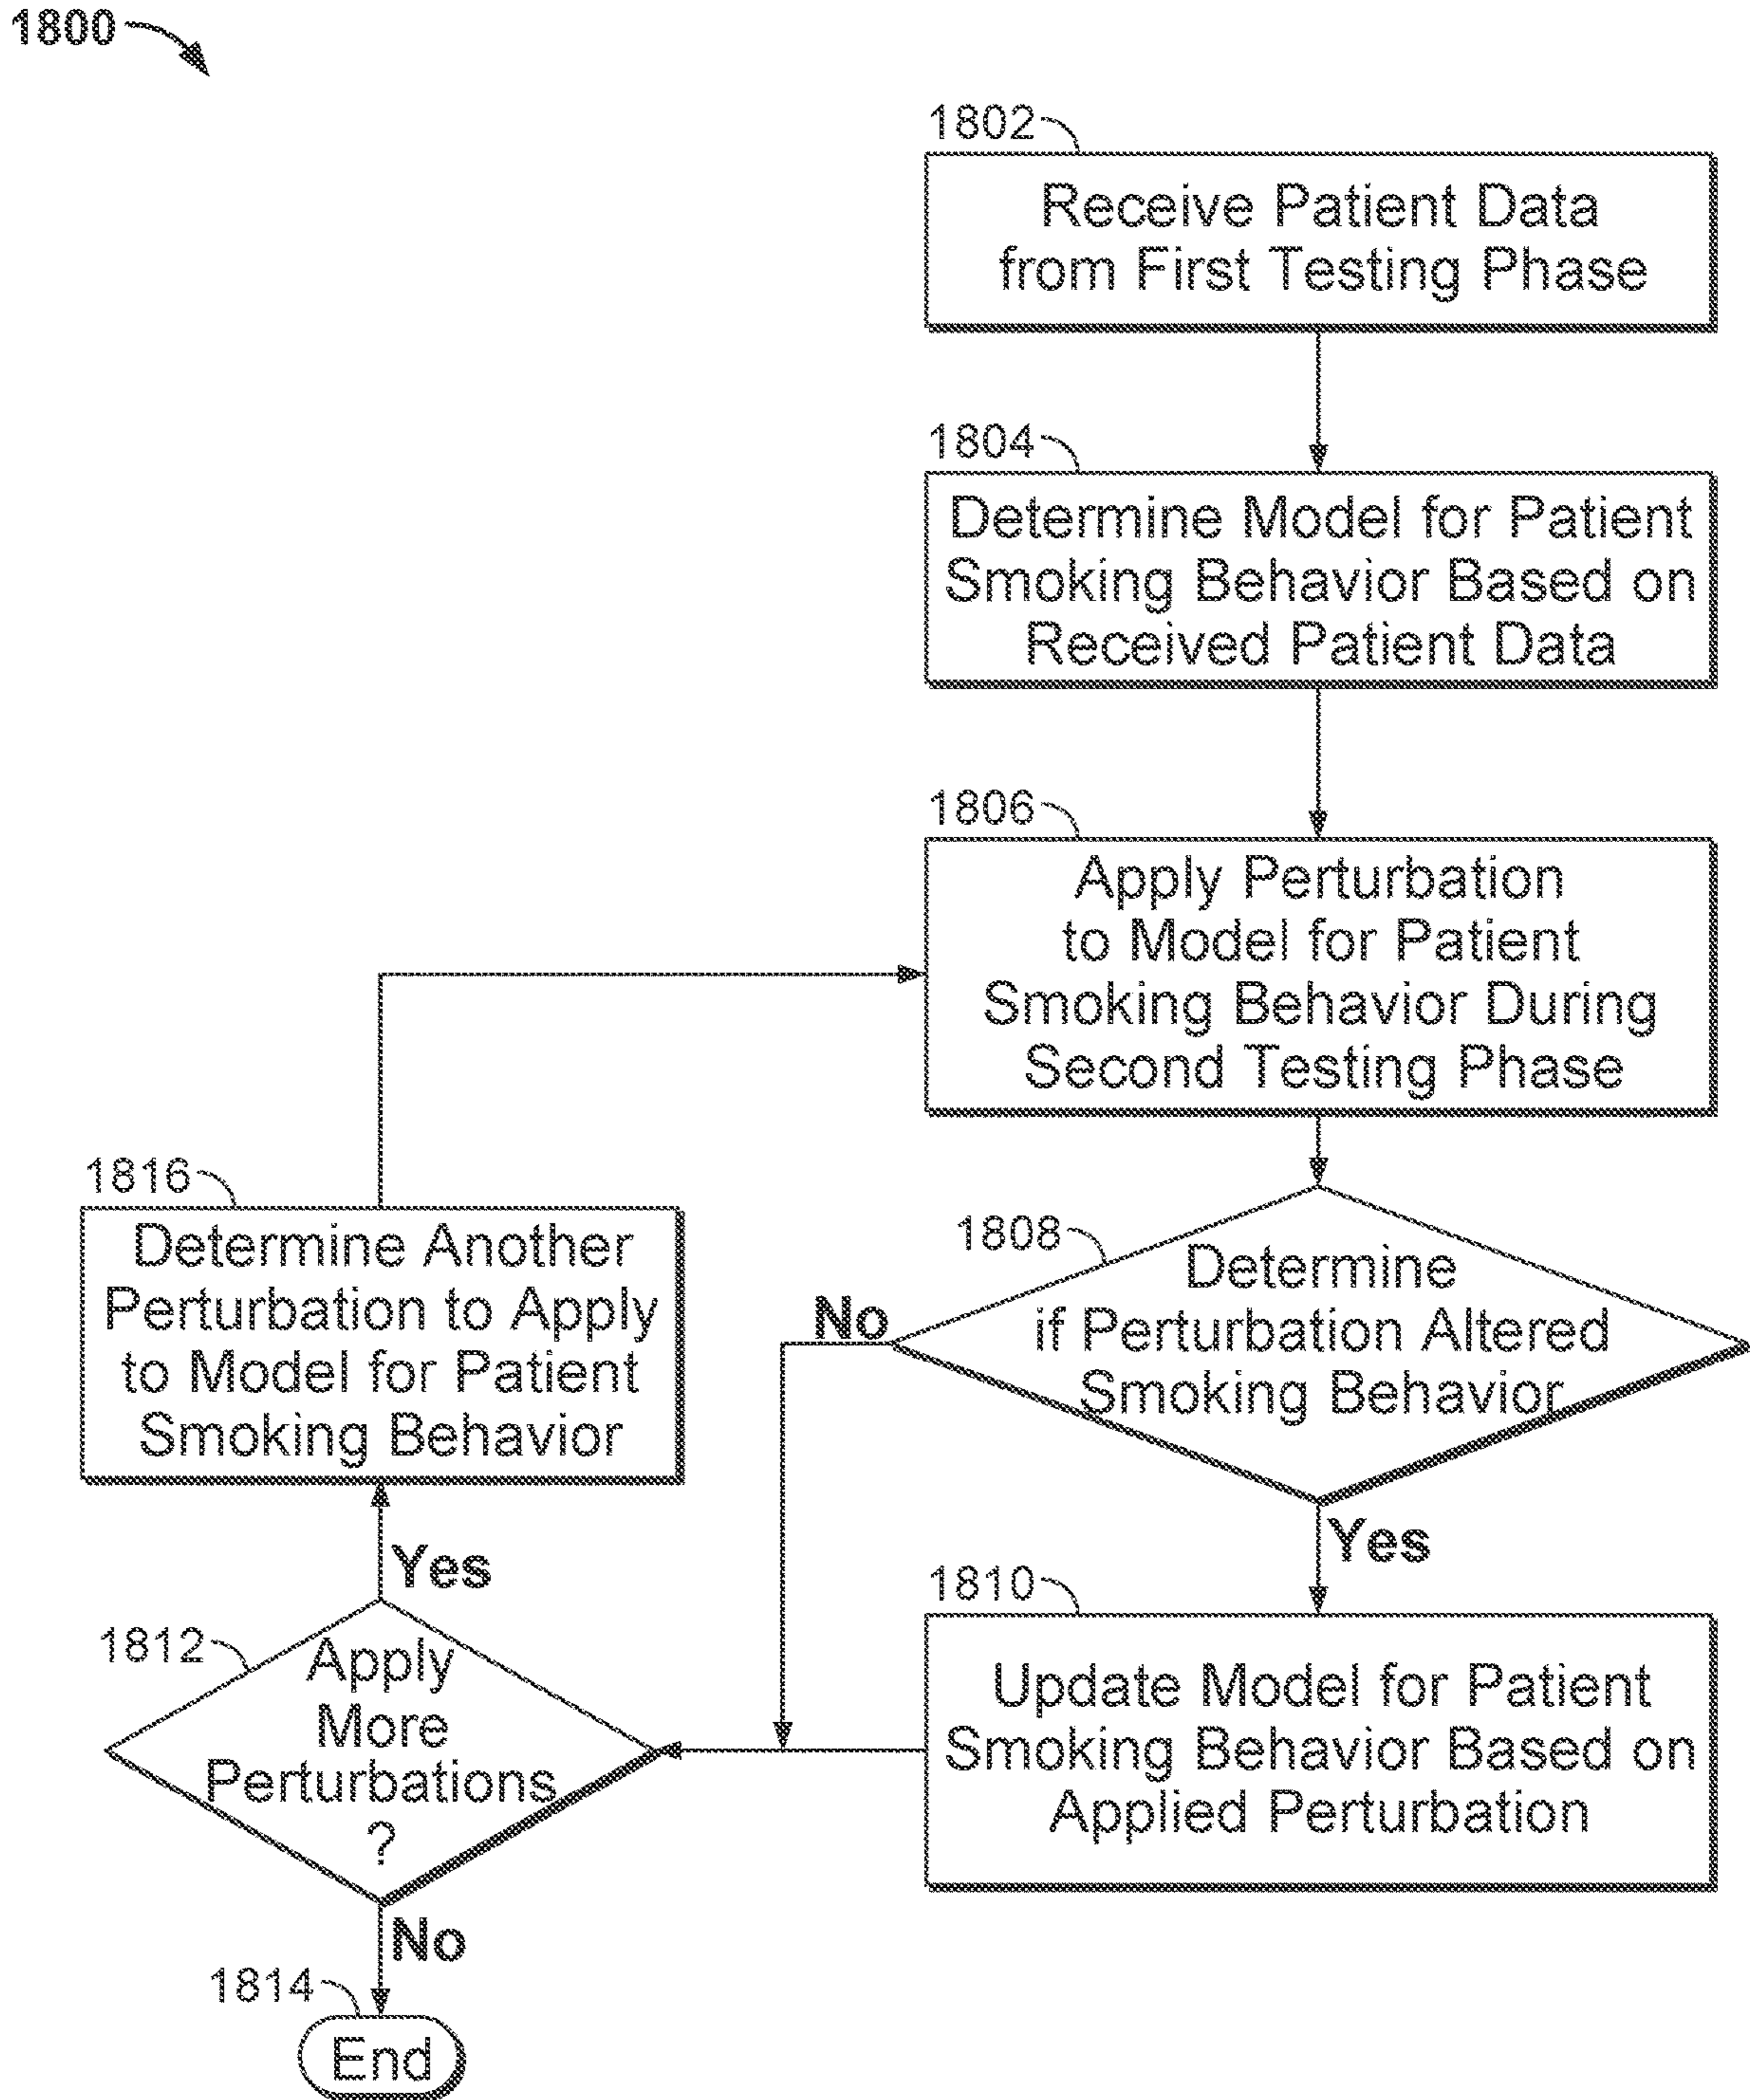 1800
1802
Receive Patient Data
from First Testing Phase
1804
Determine Model for Patient
Smoking Behavior Based on
Received Patient Data
1806
Apply Perturbation
to Model for Patient
Smoking Behavior During
Second Testing Phase
1808
Determine
if Perturbation Altered
Smoking Behavior
No
Yes
1810
Update Model for Patient
Smoking Behavior Based on
Applied Perturbation
1812
Apply
More
Perturbations
?
Yes
1816
Determine Another
Perturbation to Apply
to Model for Patient
Smoking Behavior
No
1814
End